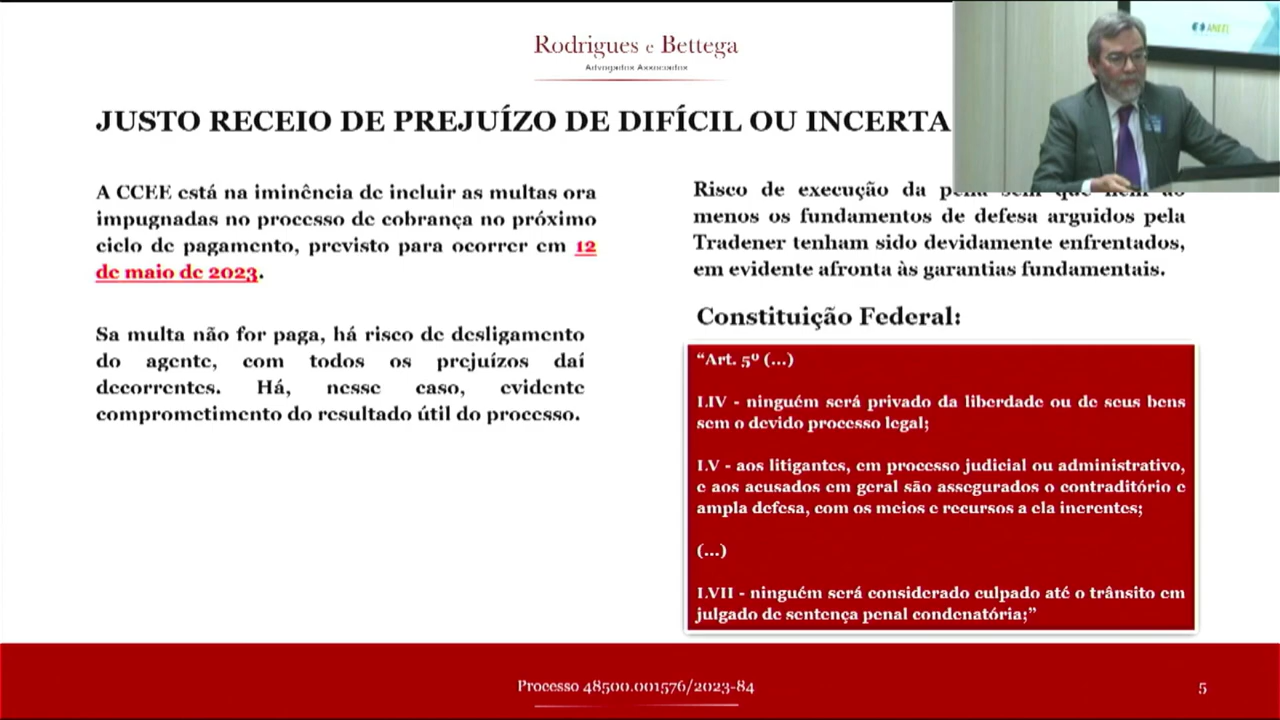 Rodrigues e Bettega
Advogados Associados
ANEEL
JUSTO RECEIO DE PREJUÍZO DE DIFÍCIL OU INCERTA
A CCEE está na iminência de incluir as multas ora
impugnadas no processo de cobrança no próximo
ciclo de pagamento, previsto para ocorrer em 12
de maio de 2023.
Sa multa não for paga, há risco de desligamento
do agente, com todos os prejuízos daí
decorrentes. Há, nesse caso, evidente
comprometimento do resultado útil do processo.
Risco de execução da pena sem que nem ao
menos os fundamentos de defesa arguidos pela
Tradener tenham sido devidamente enfrentados,
em evidente afronta às garantias fundamentais.
Constituição Federal:
“Art. 5º (...)
LIV - ninguém será privado da liberdade ou de seus bens
sem o devido processo legal;
LV - aos litigantes, em processo judicial ou administrativo,
e aos acusados em geral são assegurados o contraditório e
ampla defesa, com os meios e recursos a ela inerentes;
(...)
LVII - ninguém será considerado culpado até o trânsito em
julgado de sentença penal condenatória;”
Processo 48500.001576/2023-84
5